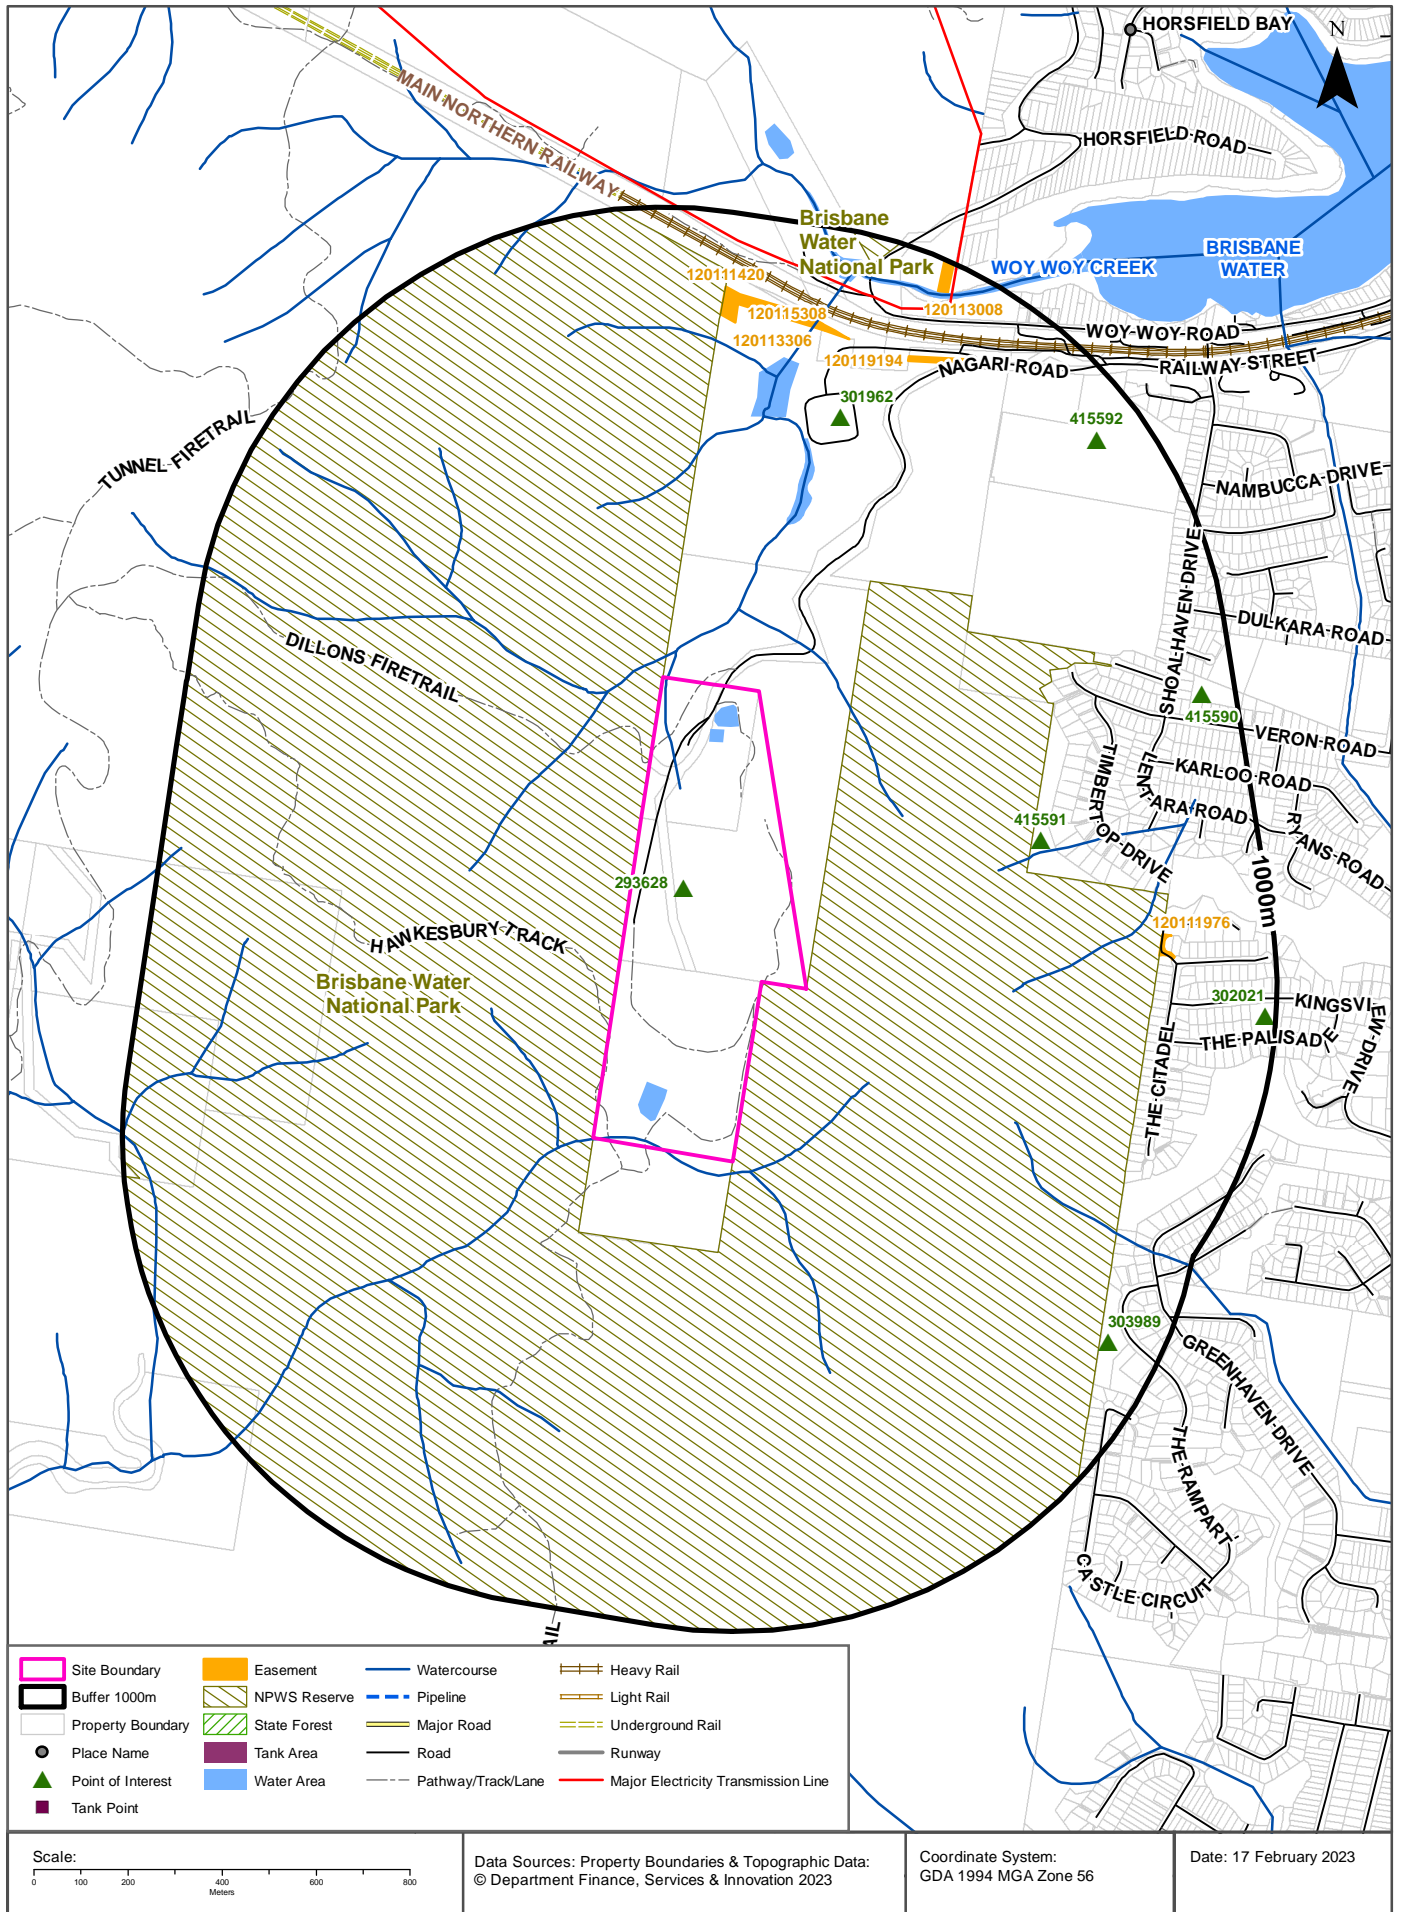 HORSFIELD BAY
N
MAIN NORTHERN RAILWAY
HORSFIELD ROAD
Brisbane
Water
National Park
BRISBANE
WATER
WOY WOY CREEK
120111420
120115308
120113008
120113306
WOY WOY ROAD
120119194
NAGARI ROAD
RAILWAY STREET
301962
415592
TUNNEL FIRETRAIL
NAMBUCCA DRIVE
SHOALHAVEN DRIVE
DULKARA ROAD
DILLONS FIRETRAIL
415590
VERON ROAD
TIMBERTOP DRIVE
KARLOO ROAD
LENTARA ROAD
RYANS ROAD
415591
1000m
293628
120111976
HAWKESBURY TRACK
Brisbane Water
National Park
302021
KINGSVIEW DRIVE
THE PALISADE
THE CITADEL
303989
GREENHAVEN DRIVE
THE RAMPART
CASTLE CIRCUIT
AIL
Site Boundary
Buffer 1000m
Property Boundary
Place Name
Point of Interest
Tank Point
Easement
NPWS Reserve
State Forest
Tank Area
Water Area
Watercourse
Pipeline
Major Road
Road
Pathway/Track/Lane
Heavy Rail
Light Rail
Underground Rail
Runway
Major Electricity Transmission Line
Scale:
0 100 200 400 600 800
Meters
Data Sources: Property Boundaries & Topographic Data:
© Department Finance, Services & Innovation 2023
Coordinate System:
GDA 1994 MGA Zone 56
Date: 17 February 2023